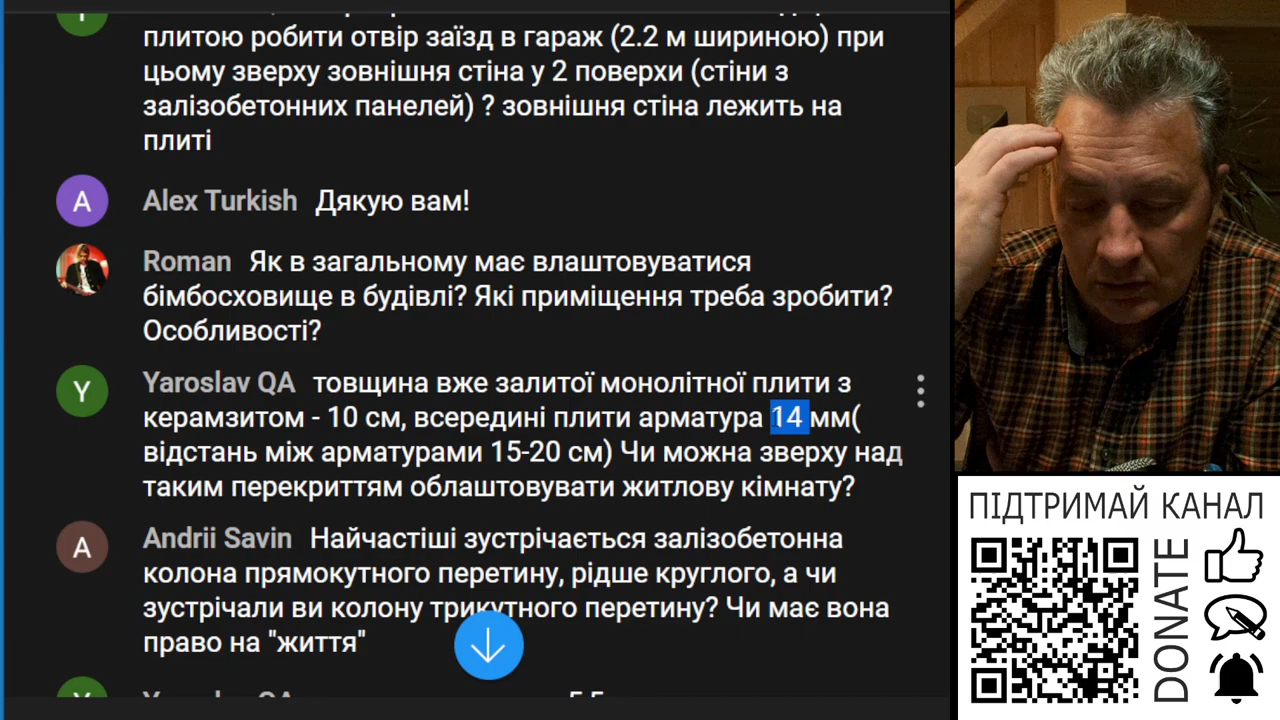 плитою робити отвір заїзд в гараж (2.2 м шириною) при
цьому зверху зовнішня стіна у 2 поверхи (стіни з
залізобетонних панелей) ? зовнішня стіна лежить на
плиті
Alex Turkish Дякую вам!
Roman Як в загальному має влаштовуватися
бімбосховище в будівлі? Які приміщення треба зробити?
Особливості?
Yaroslav QA товщина вже залитої монолітної плити з
керамзитом - 10 см, всередині плити арматура 14 мм(
відстань між арматурами 15-20 см) Чи можна зверху над
таким перекриттям облаштовувати житлову кімнату?
Andrii Savin Найчастіші зустрічається залізобетонна
колона прямокутного перетину, рідше круглого, а чи
зустрічали ви колону трикутного перетину? Чи має вона
право на "життя"
ПІДТРИМАЙ КАНАЛ
DONATE